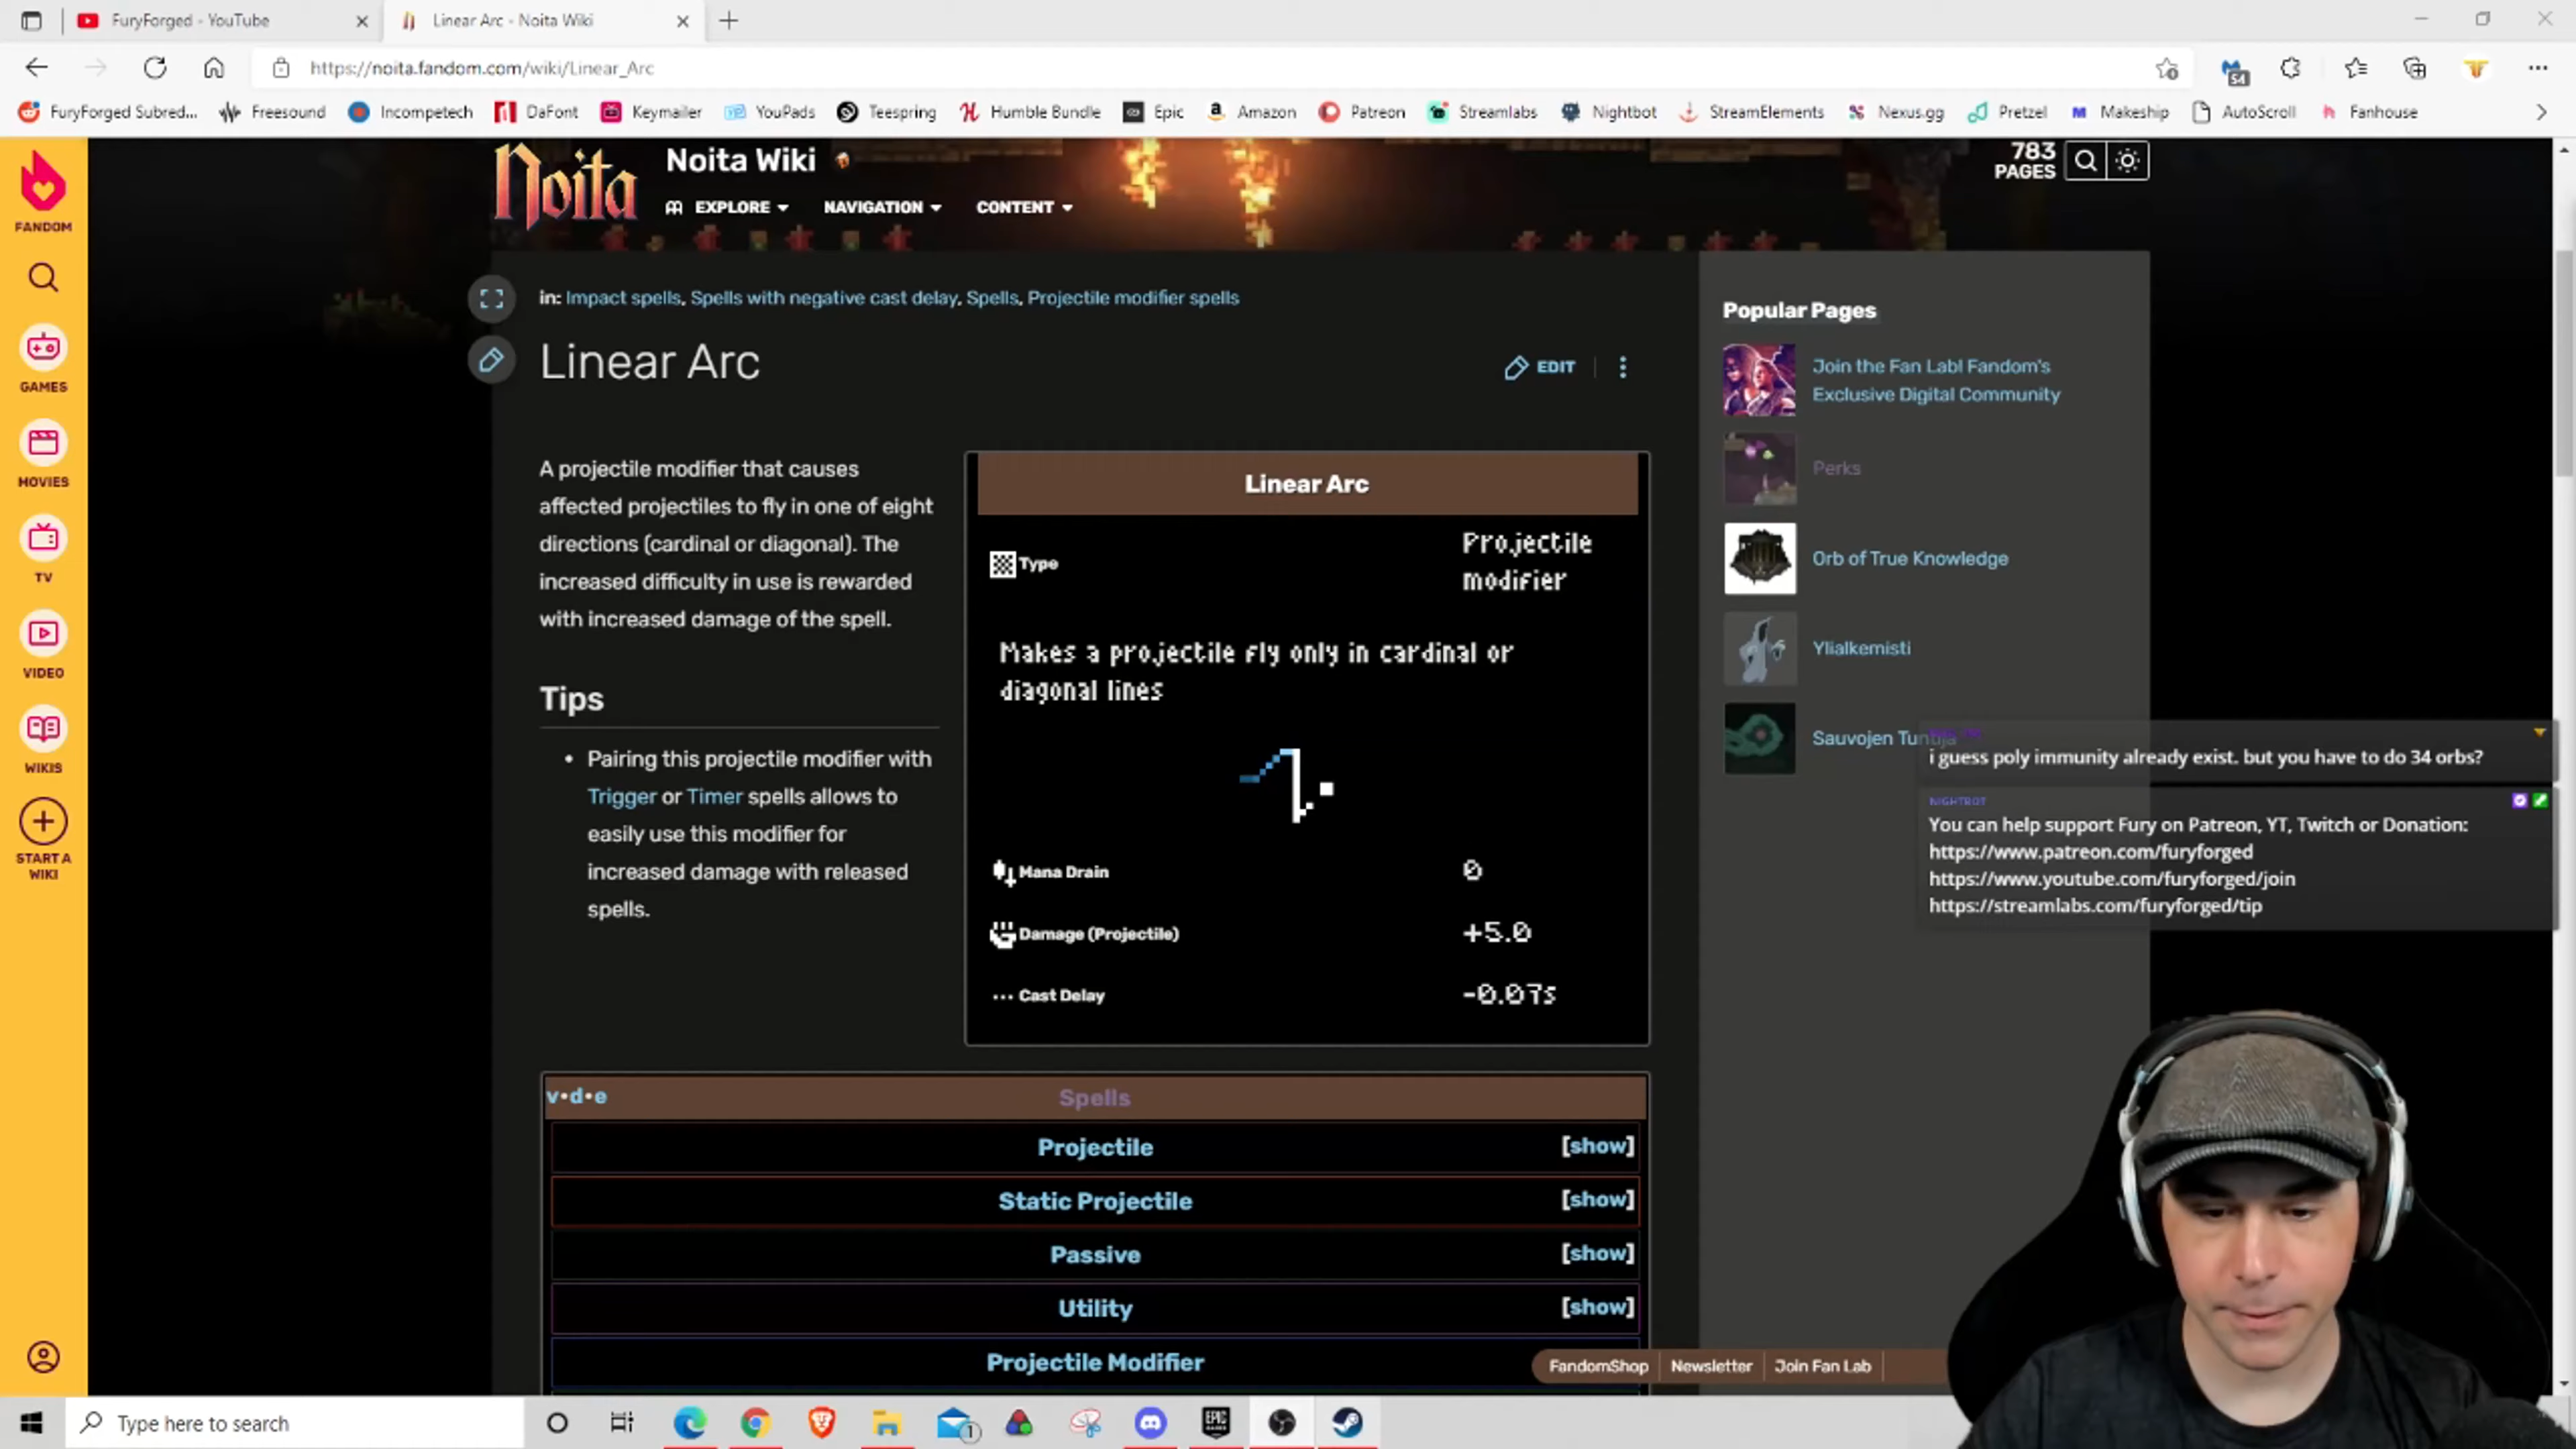 FuryForged - YouTube
Linear Arc - Noita Wiki
https://noita.fandom.com/wiki/Linear_Arc
54
FuryForged Subred...
Freesound
Incompetech
DaFont
Keymailer
YouPads
Teespring
Humble Bundle
Epic
Amazon
Patreon
Streamlabs
Nightbot
StreamElements
Nexus.gg
Pretzel
Makeship
AutoScroll
Fanhouse
FANDOM
GAMES
MOVIES
TV
VIDEO
WIKIS
START A
WIKI
Noita
Noita Wiki
EXPLORE
NAVIGATION
CONTENT
783
PAGES
in: Impact spells, Spells with negative cast delay, Spells, Projectile modifier spells
Linear Arc
EDIT
A projectile modifier that causes
affected projectiles to fly in one of eight
directions (cardinal or diagonal). The
increased difficulty in use is rewarded
with increased damage of the spell.
Tips
• Pairing this projectile modifier with
Trigger or Timer spells allows to
easily use this modifier for
increased damage with released
spells.
Linear Arc
Type
Projectile
modifier
Makes a projectile fly only in cardinal or
diagonal lines
Mana Drain
0
Damage (Projectile)
+5.0
Cast Delay
-0.07s
v•d•e
Spells
Projectile
[show]
Static Projectile
[show]
Passive
[show]
Utility
[show]
Projectile Modifier
Popular Pages
Join the Fan Lab! Fandom's
Exclusive Digital Community
Perks
Orb of True Knowledge
Ylialkemisti
Sauvojen Tuntija
i guess poly immunity already exist. but you have to do 34 orbs?
NIGHTBOT
You can help support Fury on Patreon, YT, Twitch or Donation:
https://www.patreon.com/furyforged
https://www.youtube.com/furyforged/join
https://streamlabs.com/furyforged/tip
FandomShop
Newsletter
Join Fan Lab
Type here to search
1
EPIC
GAMES